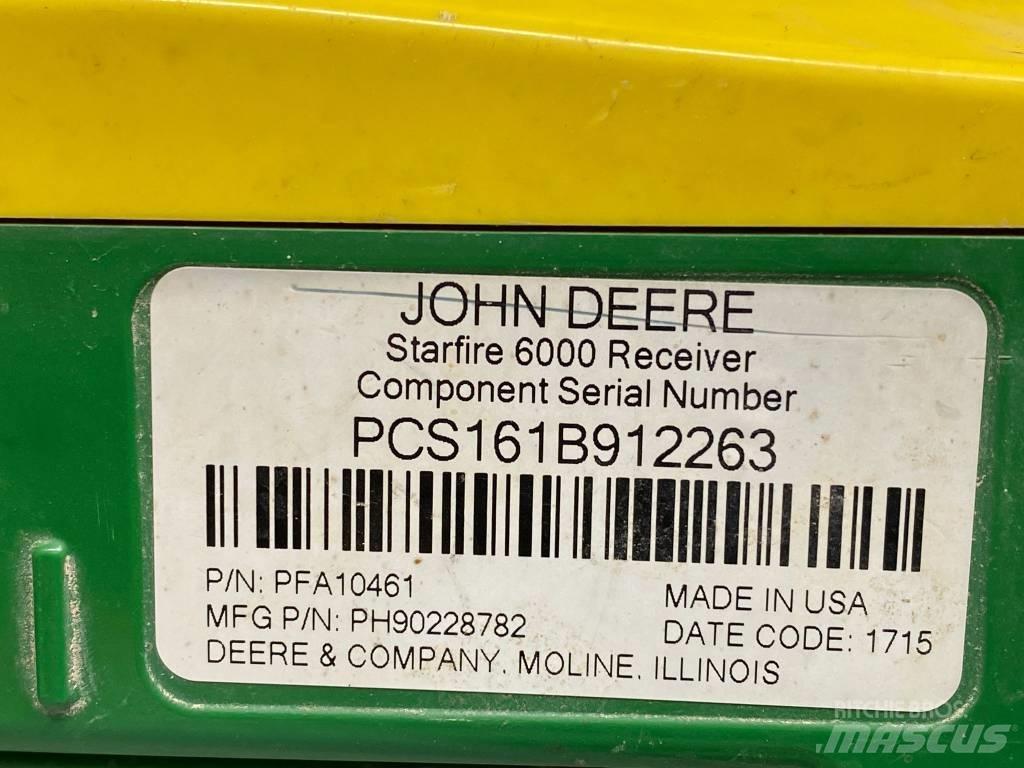 JOHN DEERE
Starfire 6000 Receiver
Component Serial Number
PCS161B912263
P/N: PFA10461
MFG P/N: PH90228782
DEERE & COMPANY. MOLINE. ILLINOIS
MADE IN USA
DATE CODE: 1715
RITCHIE BROS.
MASCUS